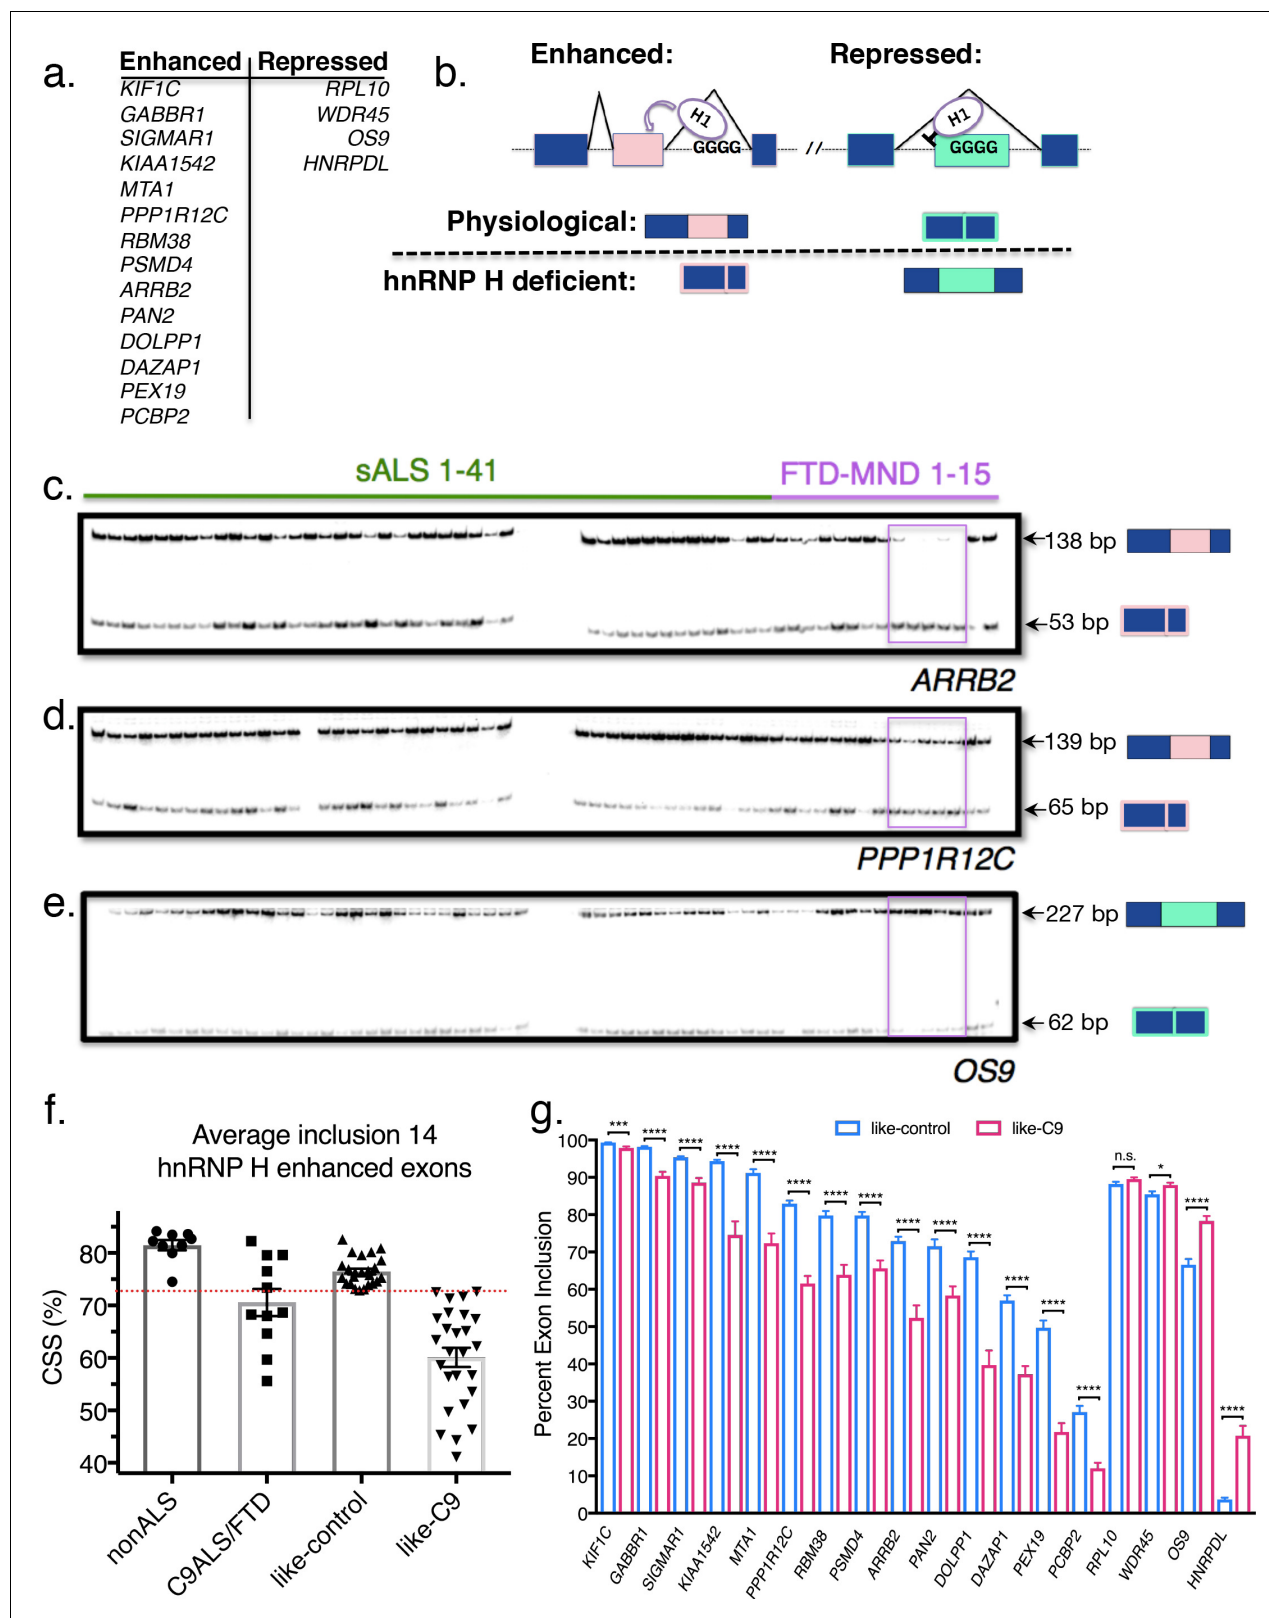 a.
Enhanced Repressed
KIF1C RPL10
GABBR1 WDR45
SIGMAR1 OS9
KIAA1542 HNRPDL
MTA1
PPP1R12C
RBM38
PSMD4
ARRB2
PAN2
DOLPP1
DAZAP1
PEX19
PCBP2
b.
Enhanced: Repressed:
H1 H1
GGGG // GGGG
Physiological:
hnRNP H deficient:
c.
sALS 1-41 FTD-MND 1-15
138 bp
53 bp
ARRB2
d.
139 bp
65 bp
PPP1R12C
e.
227 bp
62 bp
OS9
f.
Average inclusion 14
hnRNP H enhanced exons
CSS (%)
80
70
60
50
40
nonALS
C9ALS/FTD
like-control
like-C9
g.
like-control like-C9
Percent Exon Inclusion
100
90
80
70
60
50
40
30
20
10
0
*** **** **** **** **** **** **** **** **** **** **** **** **** **** n.s. * **** ****
KIF1C
GABBR1
SIGMAR1
KIAA1542
MTA1
PPP1R12C
RBM38
PSMD4
ARRB2
PAN2
DOLPP1
DAZAP1
PEX19
PCBP2
RPL10
WDR45
OS9
HNRPDL